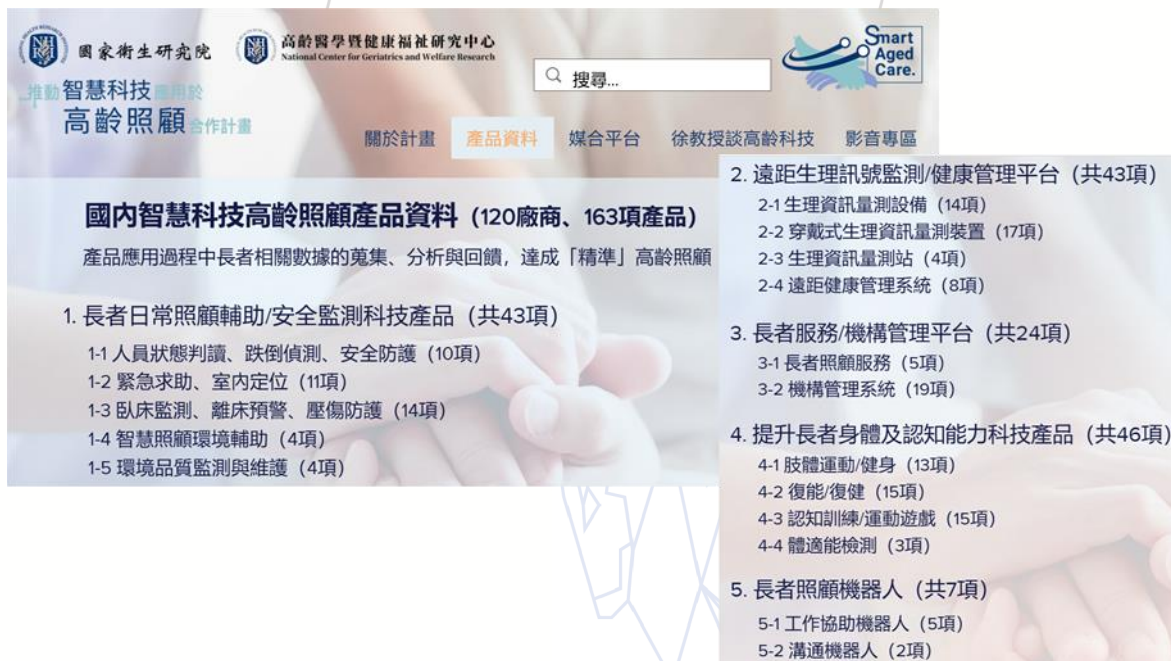 國家衛生研究院
高齡醫學暨健康福祉研究中心
National Center for Geriatrics and Welfare Research
搜尋...
Smart
Aged
Care.
推動 智慧科技 應用於
高齡照顧 合作計畫
關於計畫 產品資料 媒合平台 徐教授談高齡科技 影音專區
國內智慧科技高齡照顧產品資料（120廠商、163項產品）
產品應用過程中長者相關數據的蒐集、分析與回饋，達成「精準」高齡照顧
1. 長者日常照顧輔助/安全監測科技產品（共43項）
1-1 人員狀態判讀、跌倒偵測、安全防護（10項）
1-2 緊急求助、室內定位（11項）
1-3 臥床監測、離床預警、壓傷防護（14項）
1-4 智慧照顧環境輔助（4項）
1-5 環境品質監測與維護（4項）
2. 遠距生理訊號監測/健康管理平台（共43項）
2-1 生理資訊量測設備（14項）
2-2 穿戴式生理資訊量測裝置（17項）
2-3 生理資訊量測站（4項）
2-4 遠距健康管理系統（8項）
3. 長者服務/機構管理平台（共24項）
3-1 長者照顧服務（5項）
3-2 機構管理系統（19項）
4. 提升長者身體及認知能力科技產品（共46項）
4-1 肢體運動/健身（13項）
4-2 復能/復健（15項）
4-3 認知訓練/運動遊戲（15項）
4-4 體適能檢測（3項）
5. 長者照顧機器人（共7項）
5-1 工作協助機器人（5項）
5-2 溝通機器人（2項）